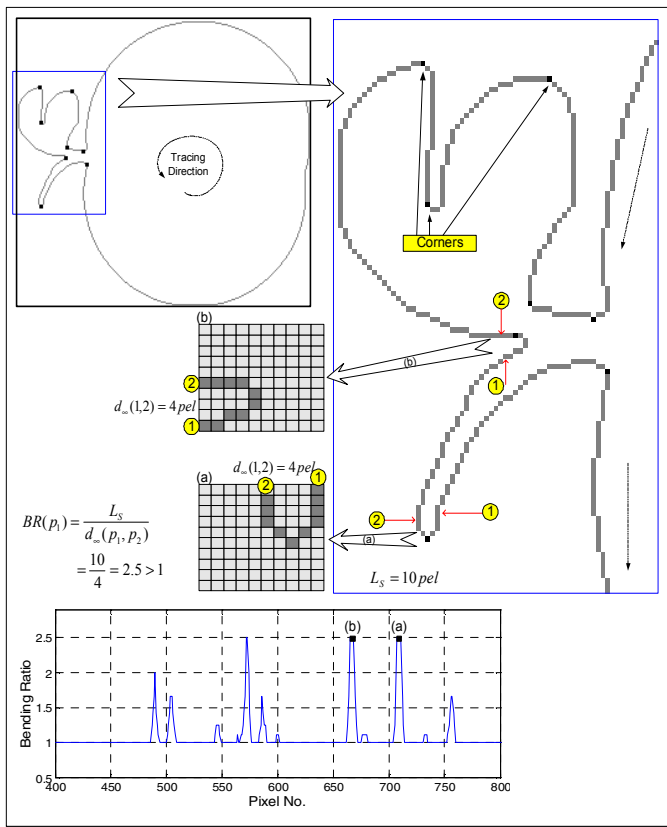 Tracing
Direction
Corners
2
(b)
1
(b)
2
d∞(1,2) = 4 pel
1
d∞(1,2) = 4 pel
(a)
2
1
2
1
(a)
BR(p₁) = L_S / d∞(p₁, p₂)
= 10 / 4 = 2.5 > 1
L_S = 10 pel
(b)
(a)
2.5
2
1.5
1
0.5
Bending Ratio
400
450
500
550
600
650
700
750
800
Pixel No.